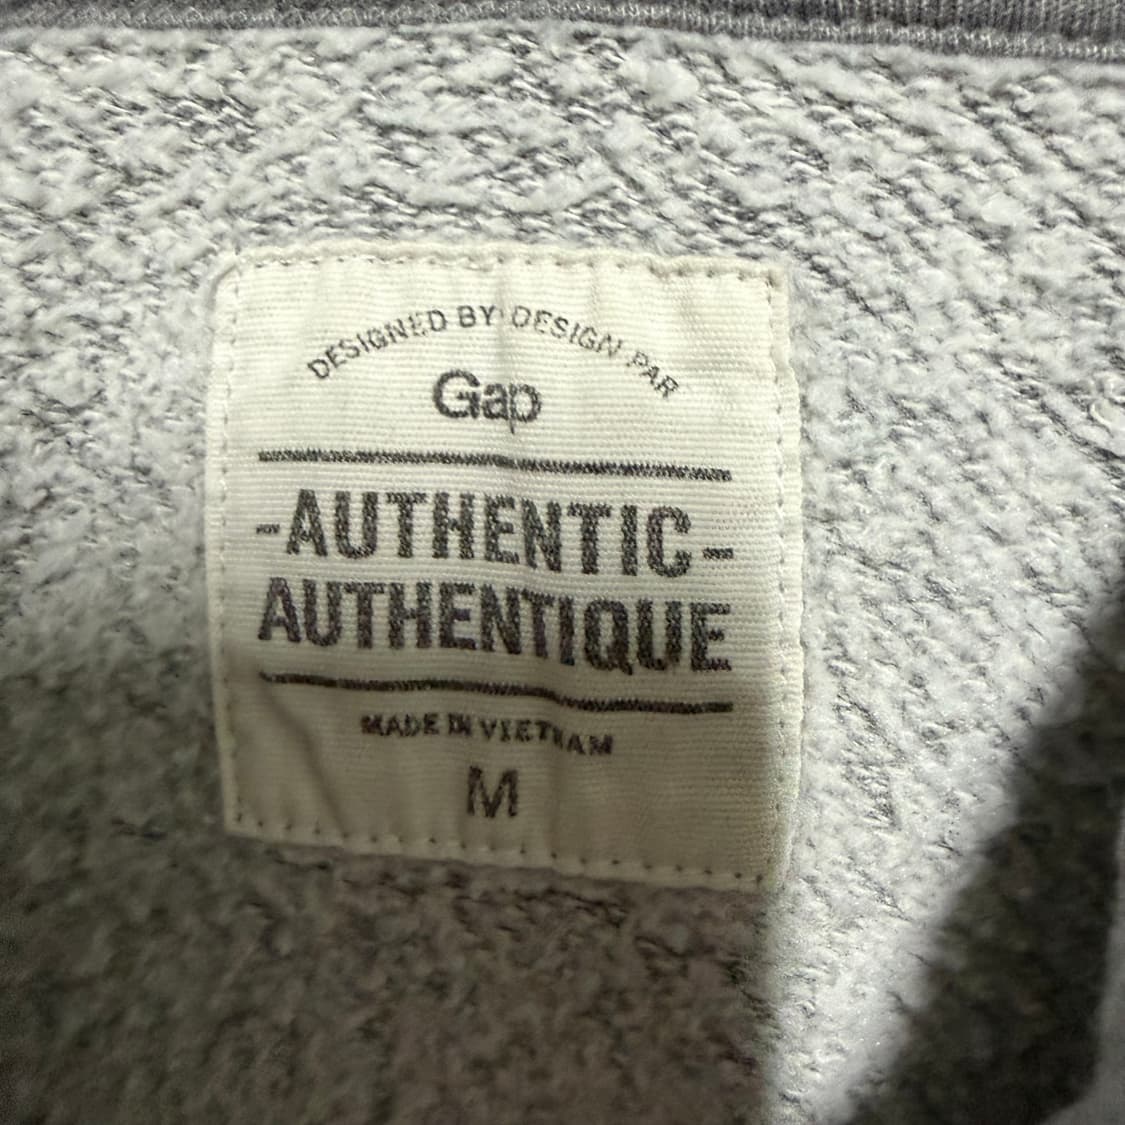 DESIGNED BY DESIGN PAR
Gap
-AUTHENTIC-
AUTHENTIQUE
MADE IN VIETNAM
M